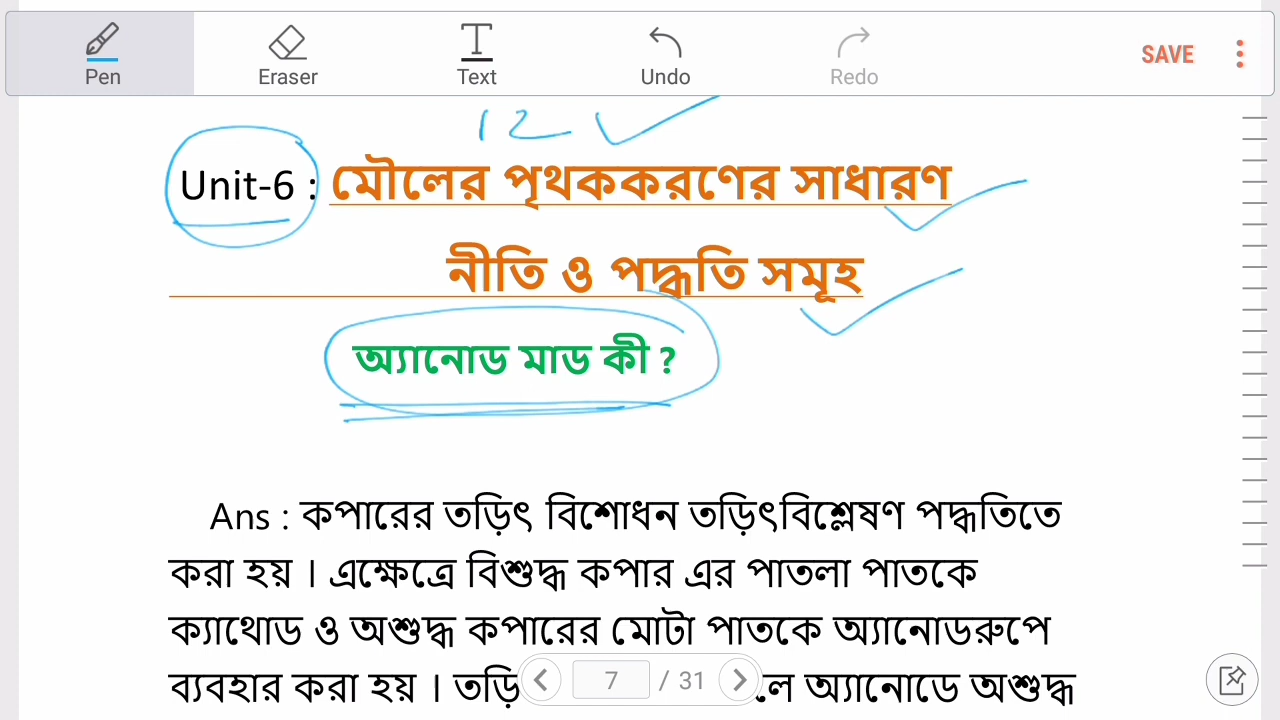 Pen Eraser Text Undo Redo SAVE
12
Unit-6 : মৌলের পৃথককরণের সাধারণ
নীতি ও পদ্ধতি সমূহ
অ্যানোড মাড কী ?
Ans : কপারের তড়িৎ বিশোধন তড়িৎবিশ্লেষণ পদ্ধতিতে
করা হয় । এক্ষেত্রে বিশুদ্ধ কপার এর পাতলা পাতকে
ক্যাথোড ও অশুদ্ধ কপারের মোটা পাতকে অ্যানোডরুপে
ব্যবহার করা হয় । অ্যানোডে অশুদ্ধ
7 / 31